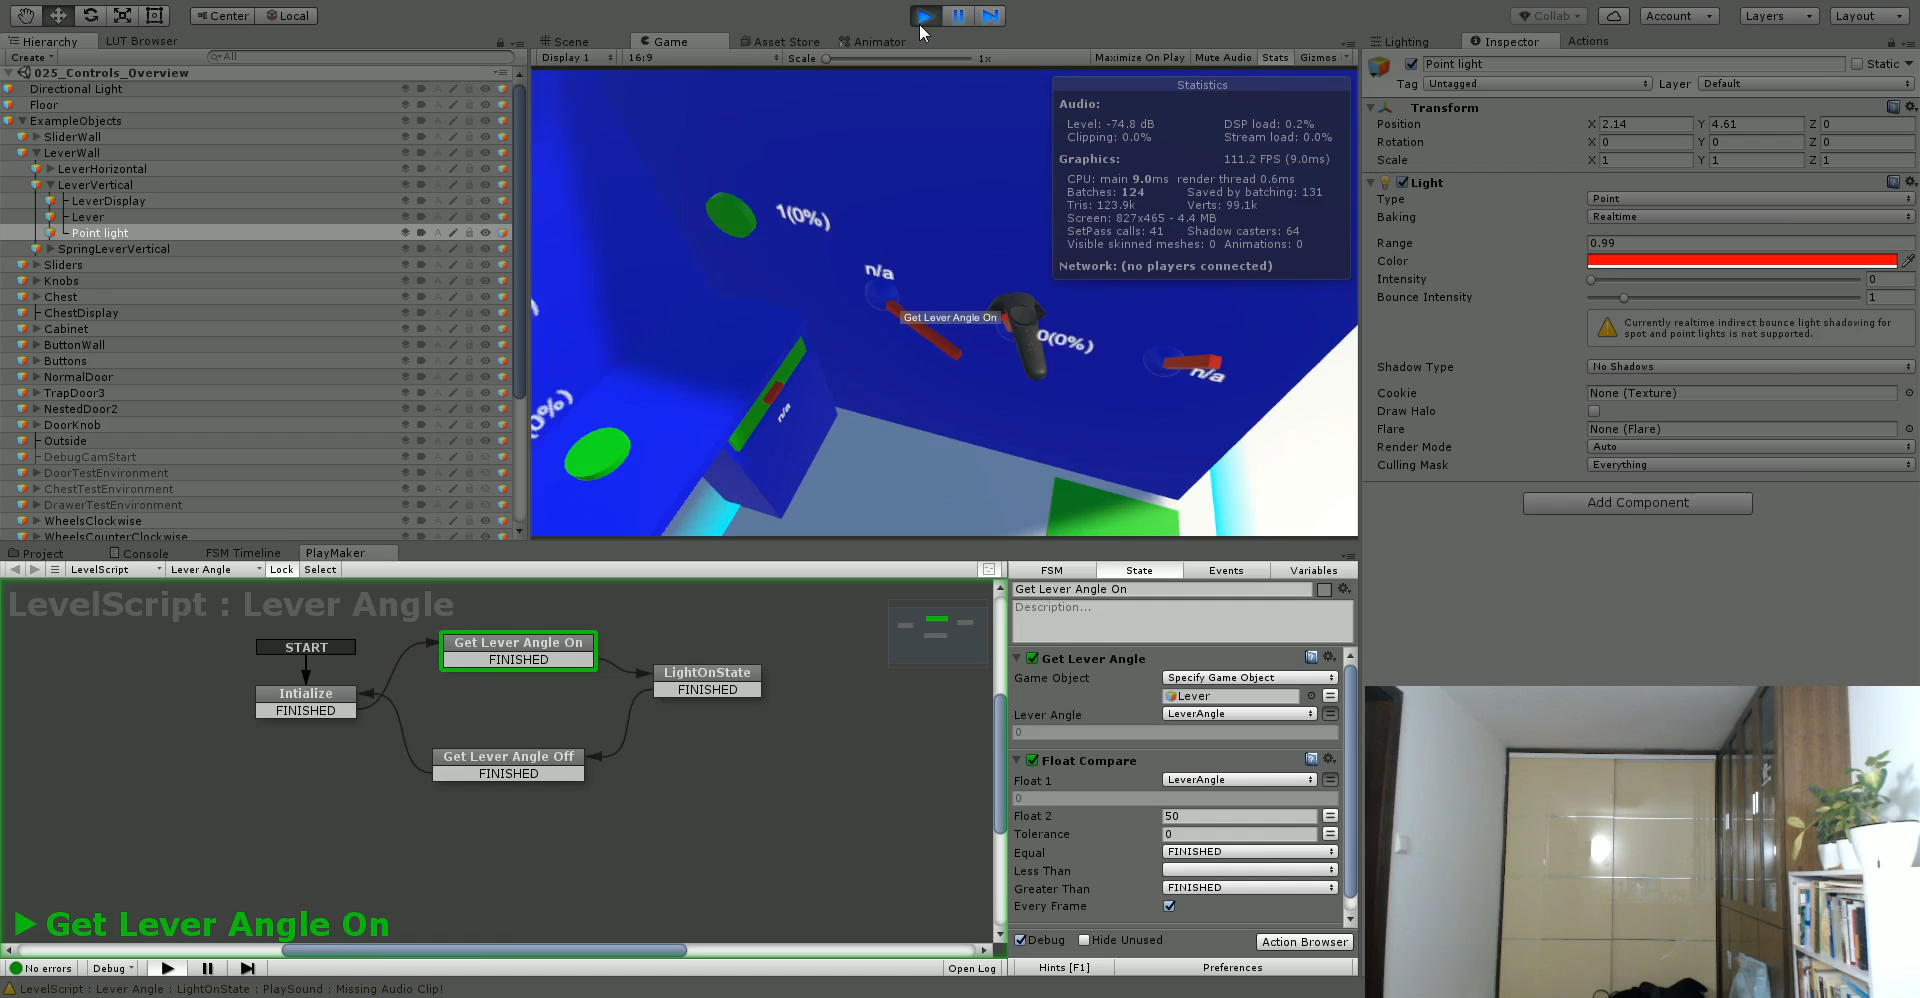 Center Local
Collab Account Layers Layout
Hierarchy LUT Browser
Create All
025_Controls_Overview
Directional Light
Floor
ExampleObjects
SliderWall
LeverWall
LeverHorizontal
LeverVertical
LeverDisplay
Lever
Point light
SpringLeverVertical
Sliders
Knobs
Chest
ChestDisplay
Cabinet
ButtonWall
Buttons
NormalDoor
TrapDoor3
NestedDoor2
DoorKnob
Outside
DebugCamStart
DoorTestEnvironment
ChestTestEnvironment
DrawerTestEnvironment
WheelsClockwise
WheelsCounterClockwise
Scene Game Asset Store Animator
Display 1 16:9 Scale 1x Maximize On Play Mute Audio Stats Gizmos
1(0%)
n/a
Get Lever Angle On
0(0%)
n/a
n/a
0(%)
Statistics
Audio:
Level: -74.8 dB DSP load: 0.2%
Clipping: 0.0% Stream load: 0.0%
Graphics: 111.2 FPS (9.0ms)
CPU: main 9.0ms render thread 0.6ms
Batches: 124 Saved by batching: 131
Tris: 123.9k Verts: 99.1k
Screen: 827x465 - 4.4 MB
SetPass calls: 41 Shadow casters: 64
Visible skinned meshes: 0 Animations: 0
Network: (no players connected)
Lighting Inspector Actions
Point light Static
Tag Untagged Layer Default
Transform
Position X 2.14 Y 4.61 Z 0
Rotation X 0 Y 0 Z 0
Scale X 1 Y 1 Z 1
Light
Type Point
Baking Realtime
Range 0.99
Color
Intensity 0
Bounce Intensity 1
Currently realtime indirect bounce light shadowing for
spot and point lights is not supported.
Shadow Type No Shadows
Cookie None (Texture)
Draw Halo
Flare None (Flare)
Render Mode Auto
Culling Mask Everything
Add Component
Project Console FSM Timeline PlayMaker
LevelScript Lever Angle Lock Select
LevelScript : Lever Angle
START
Intialize
FINISHED
Get Lever Angle On
FINISHED
LightOnState
FINISHED
Get Lever Angle Off
FINISHED
Get Lever Angle On
No errors Debug Open Log
FSM State Events Variables
Get Lever Angle On
Description...
Get Lever Angle
Game Object Specify Game Object
Lever
Lever Angle LeverAngle
0
Float Compare
Float 1 LeverAngle
0
Float 2 50
Tolerance 0
Equal FINISHED
Less Than
Greater Than FINISHED
Every Frame
Debug Hide Unused Action Browser
Hints [F1] Preferences
LevelScript : Lever Angle : LightOnState : PlaySound : Missing Audio Clip!